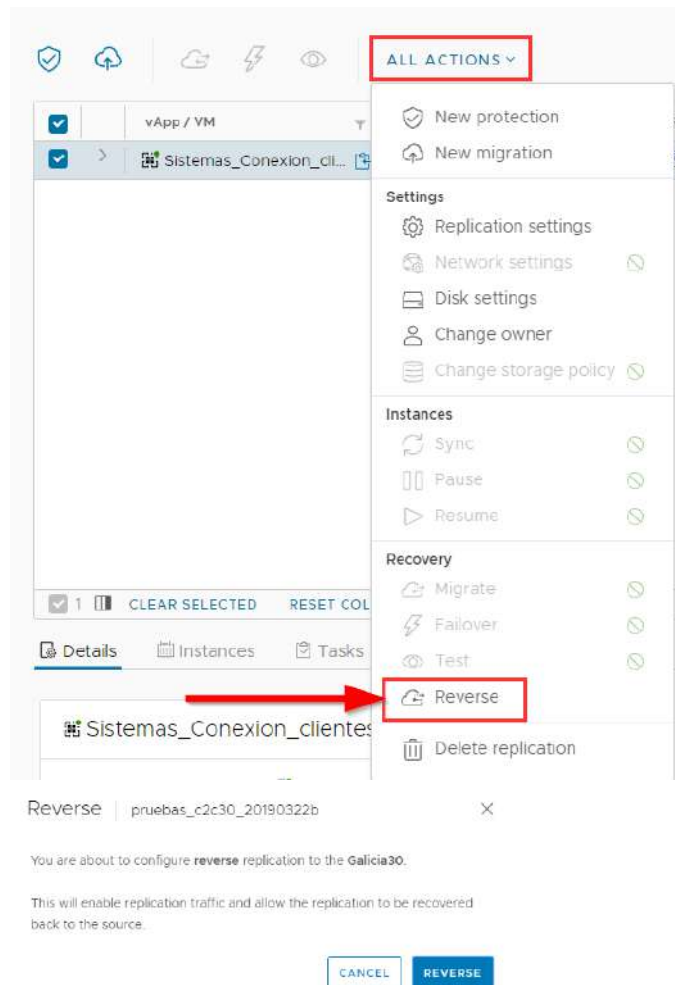 ALL ACTIONS
vApp / VM
Sistemas_Conexion_cli...
New protection
New migration
Settings
Replication settings
Network settings
Disk settings
Change owner
Change storage policy
Instances
Sync
Pause
Resume
Recovery
Migrate
Failover
Test
Reverse
Delete replication
1 CLEAR SELECTED RESET COL
Details Instances Tasks
Sistemas_Conexion_clientes
Reverse pruebas_c2c30_20190322b
You are about to configure reverse replication to the Galicia30.
This will enable replication traffic and allow the replication to be recovered
back to the source.
CANCEL REVERSE